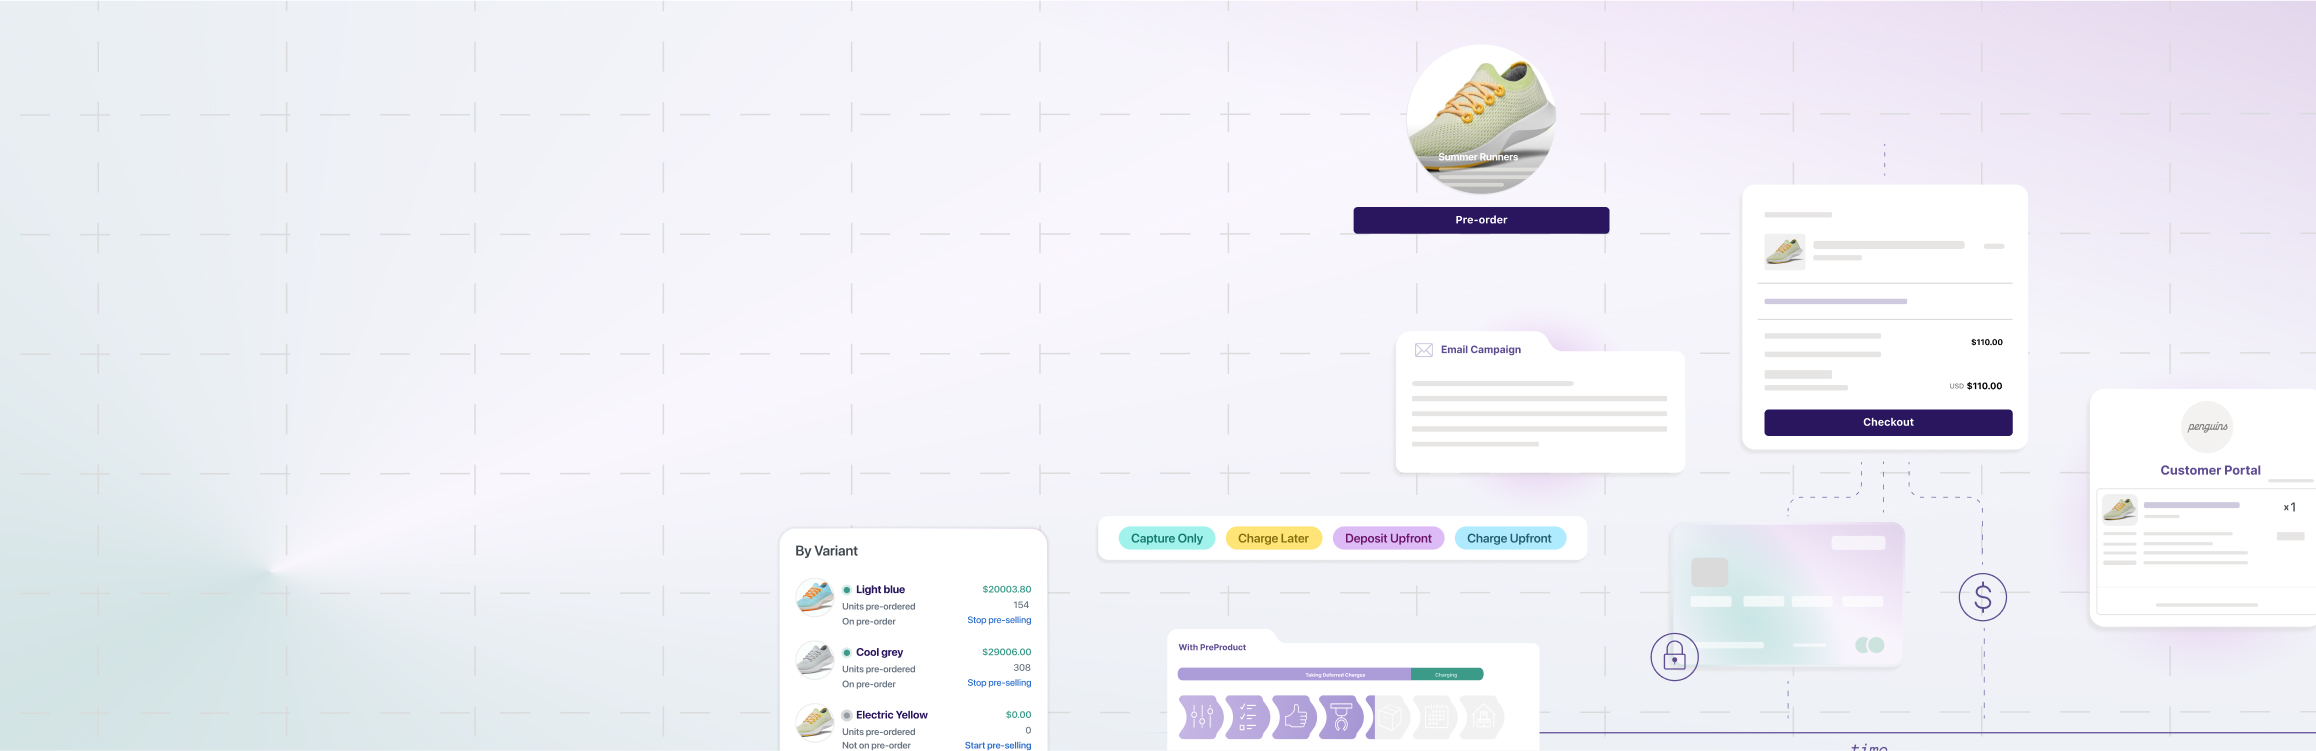 Summer Runners
Pre-order
Email Campaign
$110.00
USD $110.00
Checkout
penguins
Customer Portal
x1
Capture Only
Charge Later
Deposit Upfront
Charge Upfront
By Variant
Light blue $20003.80
Units pre-ordered 154
On pre-order Stop pre-selling
Cool grey $29006.00
Units pre-ordered 308
On pre-order Stop pre-selling
Electric Yellow $0.00
Units pre-ordered 0
Not on pre-order Start pre-selling
With PreProduct
Taking Deferred Charges Charging
$
time